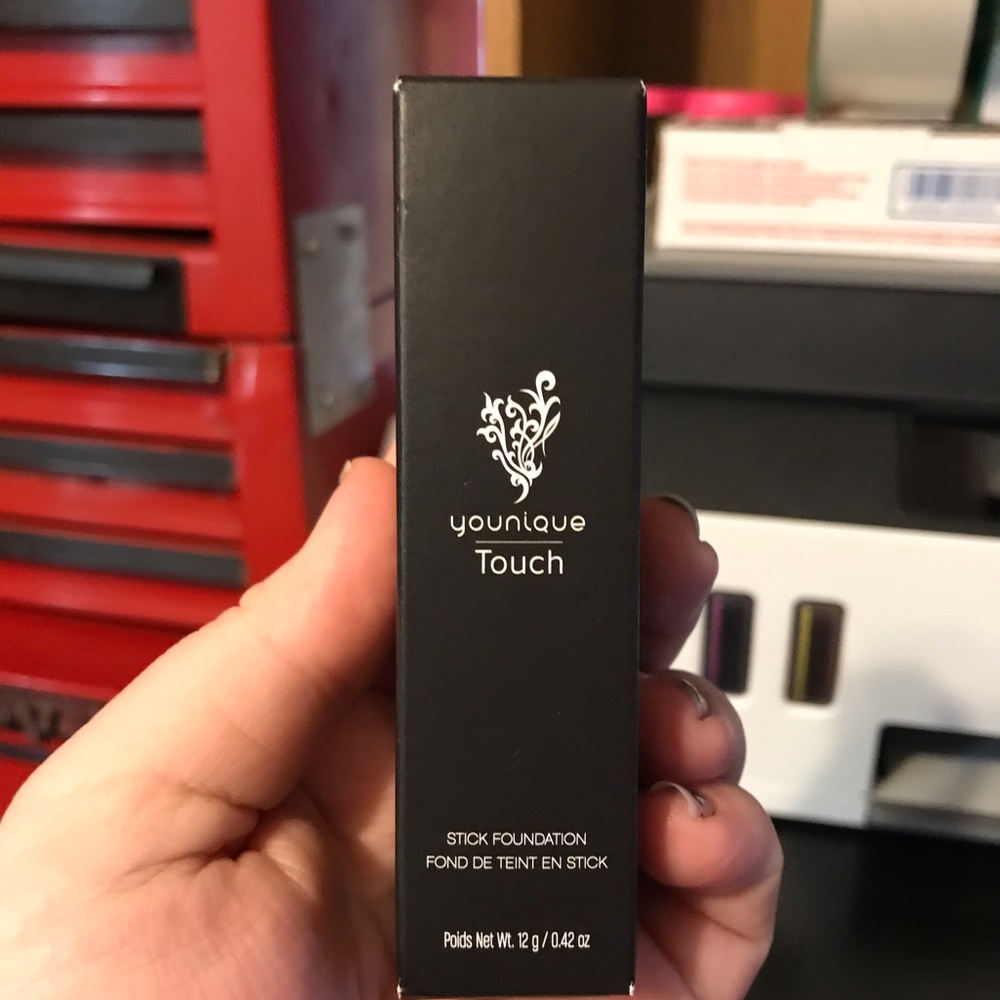 younique
Touch
STICK FOUNDATION
FOND DE TEINT EN STICK
Poids Net Wt. 12 g / 0.42 oz